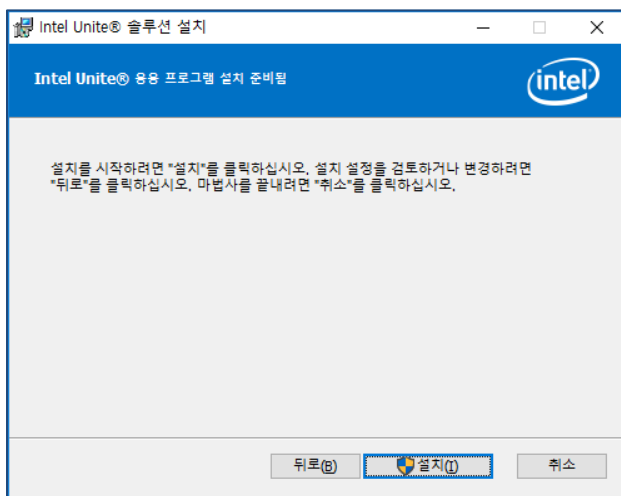 Intel Unite® 솔루션 설치
Intel Unite® 응용 프로그램 설치 준비됨
intel
설치를 시작하려면 "설치"를 클릭하십시오. 설치 설정을 검토하거나 변경하려면
"뒤로"를 클릭하십시오. 마법사를 끝내려면 "취소"를 클릭하십시오.
뒤로(B) 설치(I) 취소